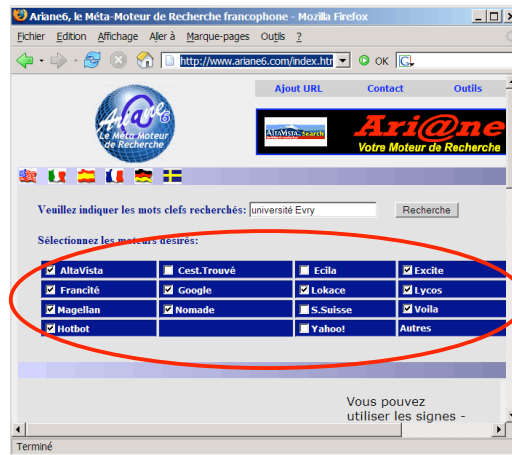 Ariane6, le Méta-Moteur de Recherche francophone - Mozilla Firefox
Fichier Edition Affichage Aller à Marque-pages Outils ?
http://www.ariane6.com/index.htr OK G
Ajout URL Contact Outils
Ariane6
Le Méta Moteur
de Recherche
ALTAVISTA: Search
Ari@ne
Votre Moteur de Recherche
Veuillez indiquer les mots clefs recherchés: université Evry Recherche
Sélectionnez les moteurs désirés:
AltaVista Cest.Trouvé Ecila Excite
Francité Google Lokace Lycos
Magellan Nomade S.Suisse Voila
Hotbot Yahoo! Autres
Vous pouvez
utiliser les signes -
Terminé